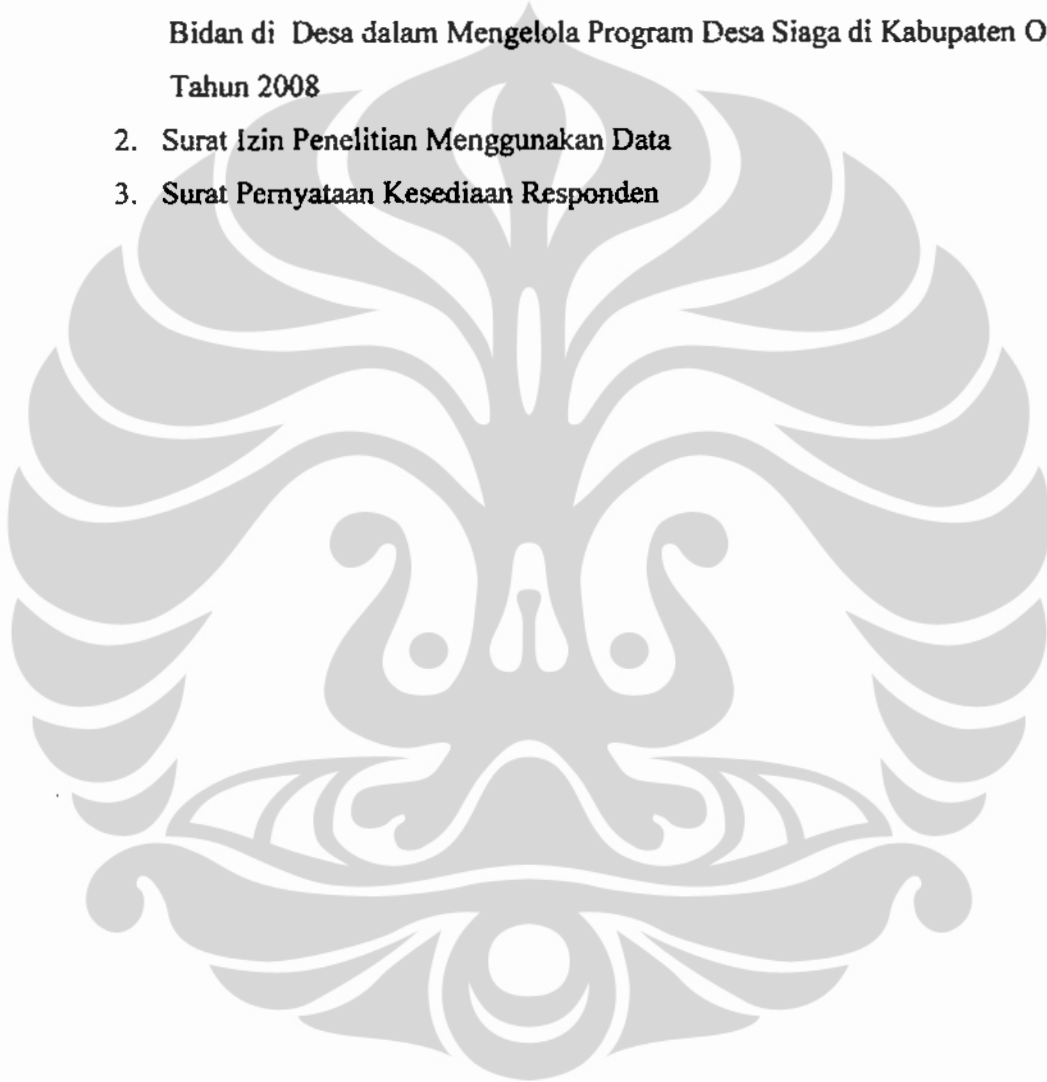 Bidan di Desa dalam Mengelola Program Desa Siaga di Kabupaten O
Tahun 2008
2. Surat Izin Penelitian Menggunakan Data
3. Surat Pernyataan Kesediaan Responden